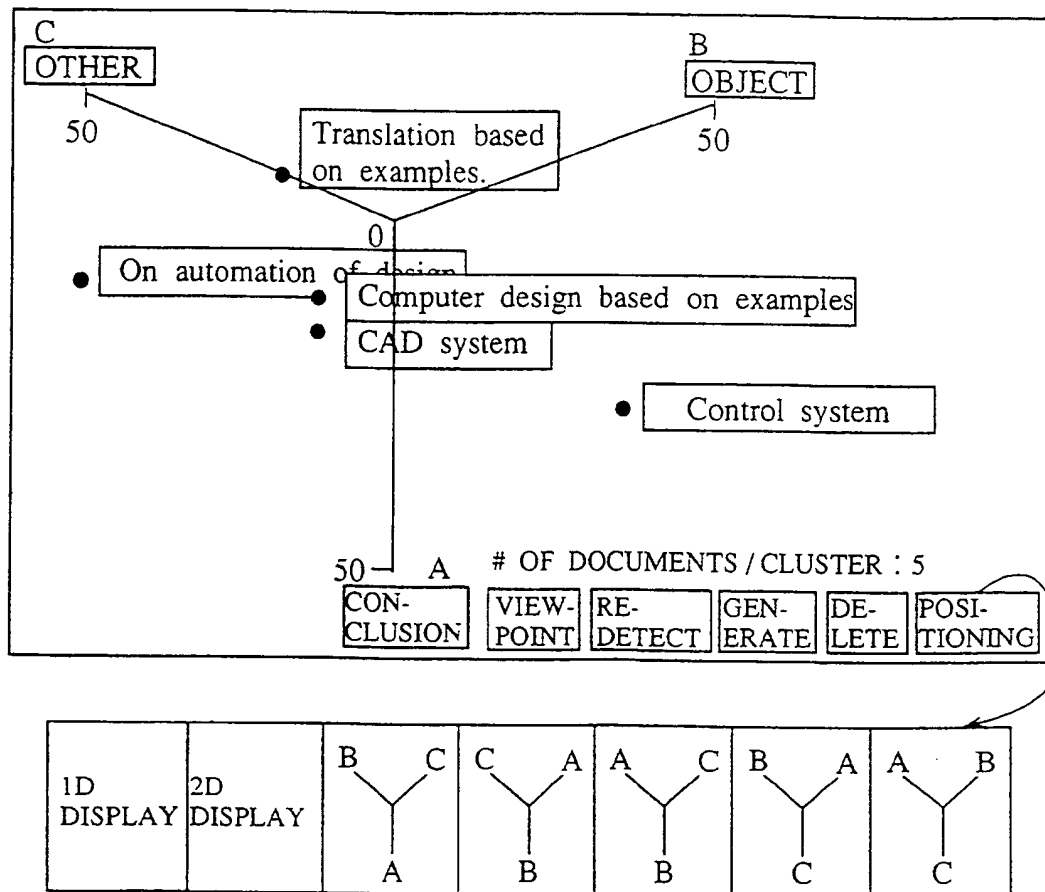 C
OTHER
B
OBJECT
50
50
Translation based
on examples.
0
On automation of design
Computer design based on examples
CAD system
Control system
50
A
# OF DOCUMENTS / CLUSTER : 5
CON-
CLUSION
VIEW-
POINT
RE-
DETECT
GEN-
ERATE
DE-
LETE
POSI-
TIONING
1D
DISPLAY
2D
DISPLAY
B C
A
C A
B
A C
B
B A
C
A B
C